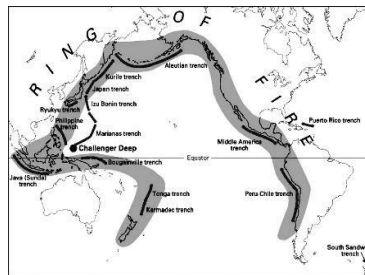 RING OF FIRE
Aleutian trench
Kurile trench
Japan trench
Izu Bonin trench
Ryukyu trench
Philippine
trench
Marianas trench
Challenger Deep
Bougainville trench
Equator
Java (Sunda)
trench
Tonga trench
Kermadec trench
Puerto Rico trench
Middle America
trench
Peru-Chile trench
South Sandw
trench